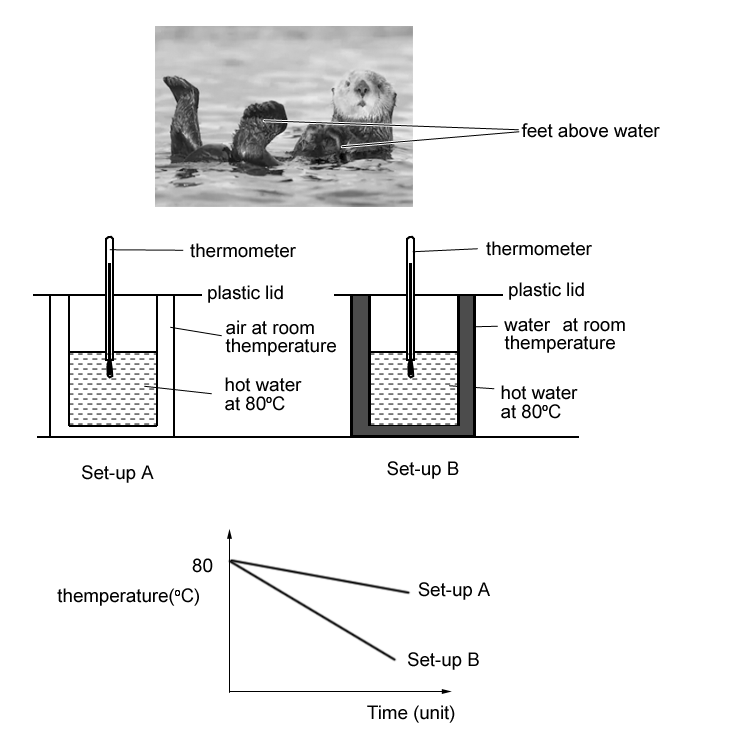 feet above water
thermometer
plastic lid
air at room
themperature
hot water
at 80ºC
Set-up A
thermometer
plastic lid
water at room
themperature
hot water
at 80ºC
Set-up B
80
themperature(ºC)
Set-up A
Set-up B
Time (unit)